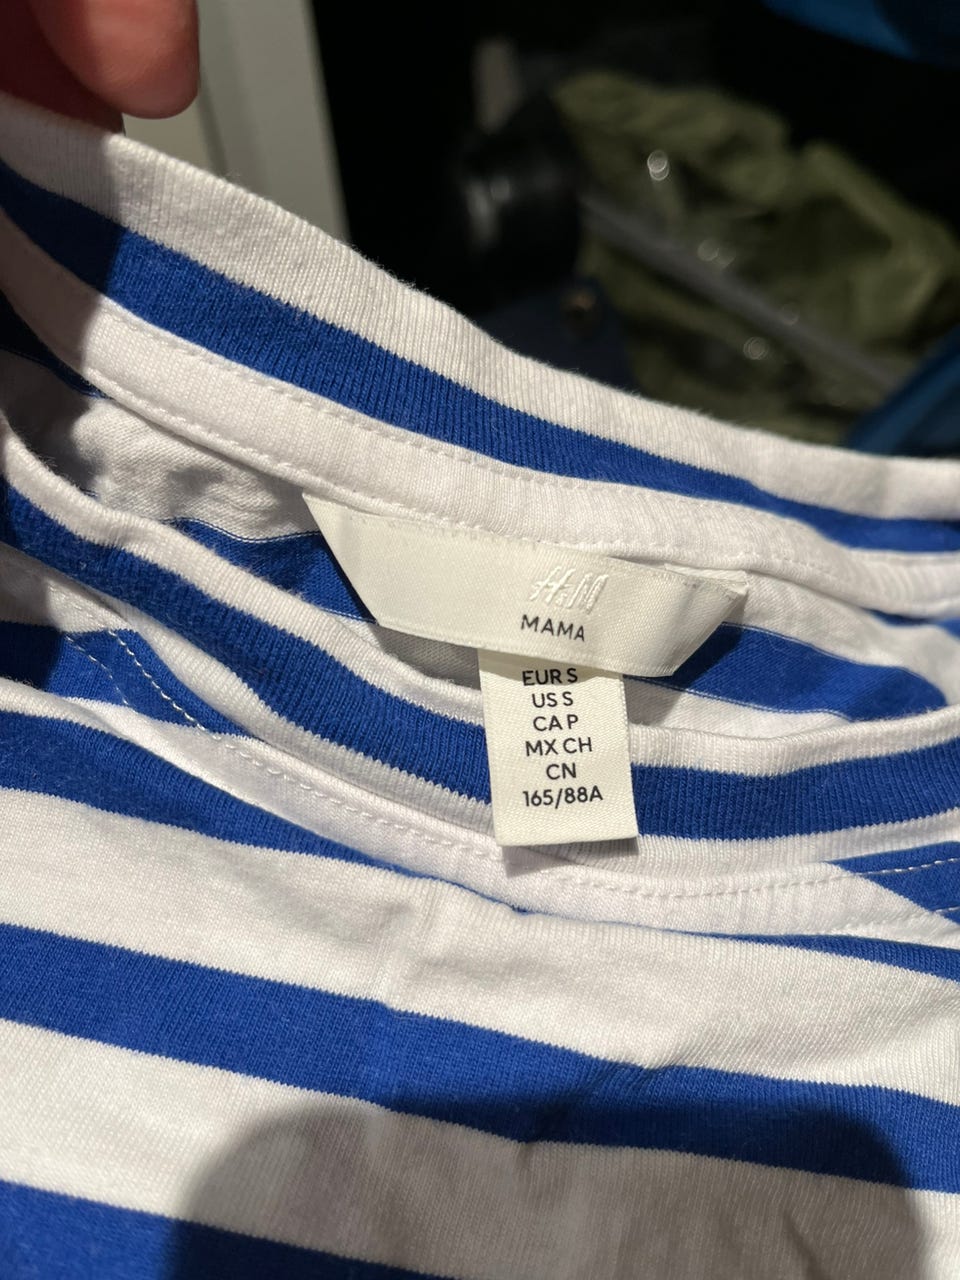 H&M
MAMA
EUR S
US S
CA P
MX CH
CN
165/88A